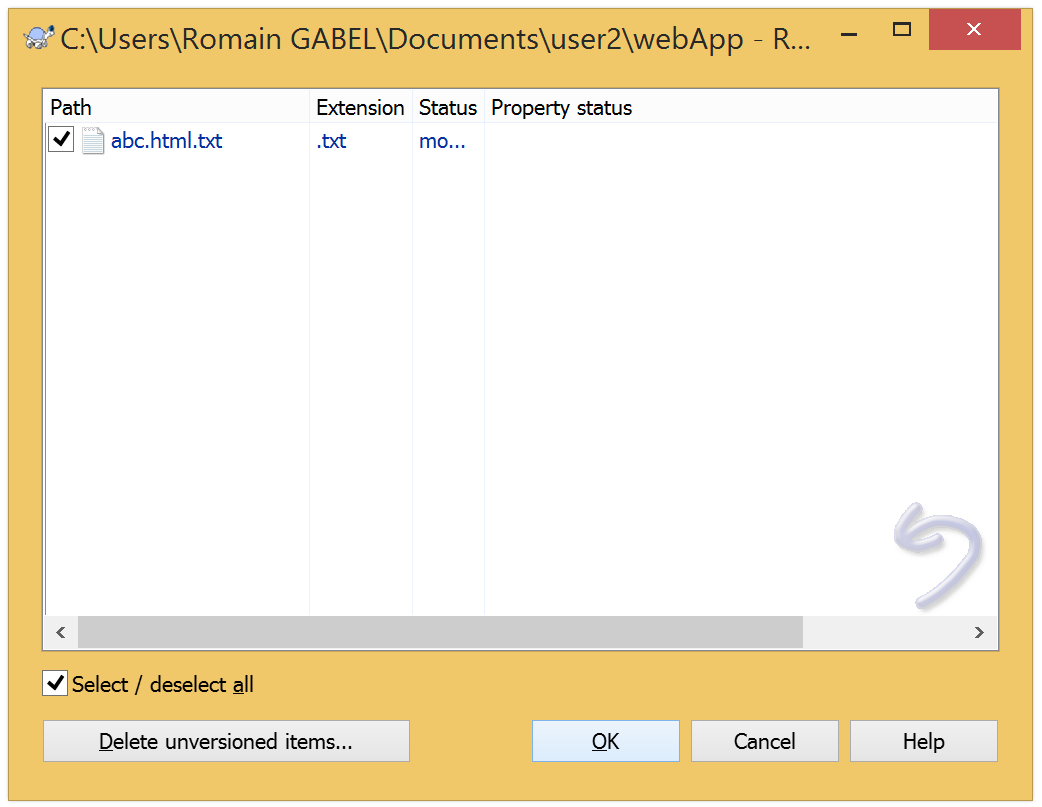 C:\Users\Romain GABEL\Documents\user2\webApp - R...
Path Extension Status Property status
abc.html.txt .txt mo...
Select / deselect all
Delete unversioned items... OK Cancel Help